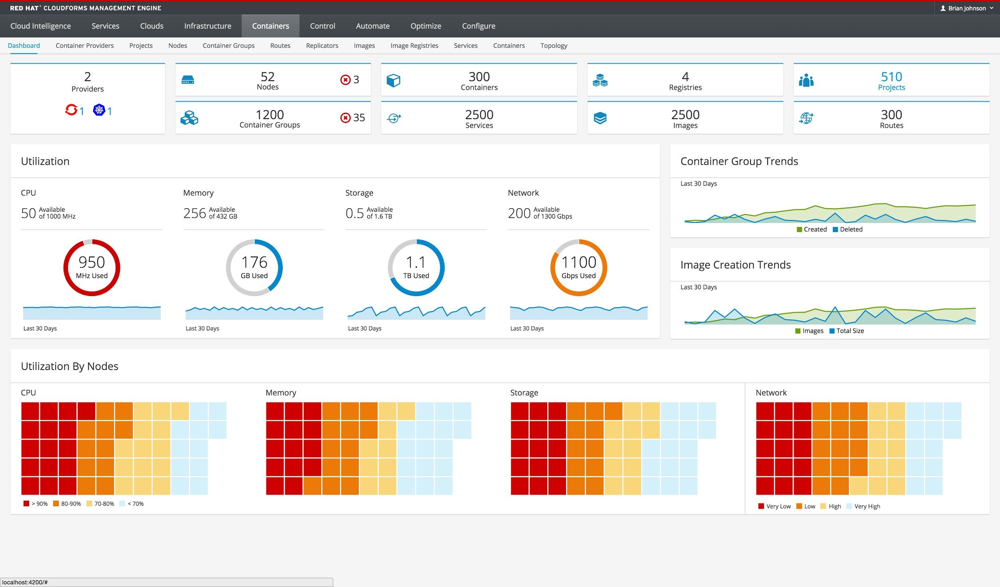 RED HAT® CLOUDFORMS MANAGEMENT ENGINE
Brian Johnson
Cloud Intelligence Services Clouds Infrastructure Containers Control Automate Optimize Configure
Dashboard Container Providers Projects Nodes Container Groups Routes Replicators Images Image Registries Services Containers Topology
2
Providers
1 1
52
Nodes
3
300
Containers
4
Registries
510
Projects
1200
Container Groups
35
2500
Services
2500
Images
300
Routes
Utilization
CPU
50 Available
of 1000 MHz
950
MHz Used
Last 30 Days
Memory
256 Available
of 432 GB
176
GB Used
Last 30 Days
Storage
0.5 Available
of 1.6 TB
1.1
TB Used
Last 30 Days
Network
200 Available
of 1300 Gbps
1100
Gbps Used
Last 30 Days
Container Group Trends
Last 30 Days
Created Deleted
Image Creation Trends
Last 30 Days
Images Total Size
Utilization By Nodes
CPU
Memory
Storage
Network
> 90% 80-90% 70-80% < 70%
Very Low Low High Very High
localhost:4200/#